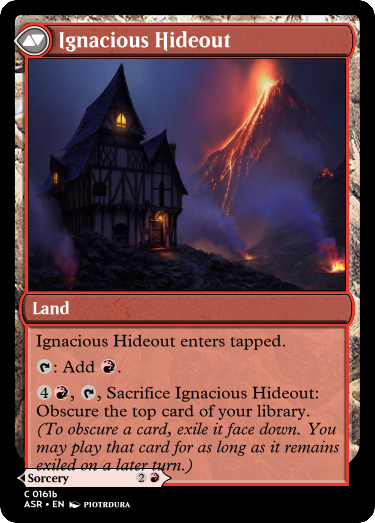 Ignacious Hideout
Land
Ignacious Hideout enters tapped.
: Add .
4 , , Sacrifice Ignacious Hideout:
Obscure the top card of your library.
(To obscure a card, exile it face down. You
may play that card for as long as it remains
exiled on a later turn.)
Sorcery 2
C 0161b
ASR • EN PIOTRDURA